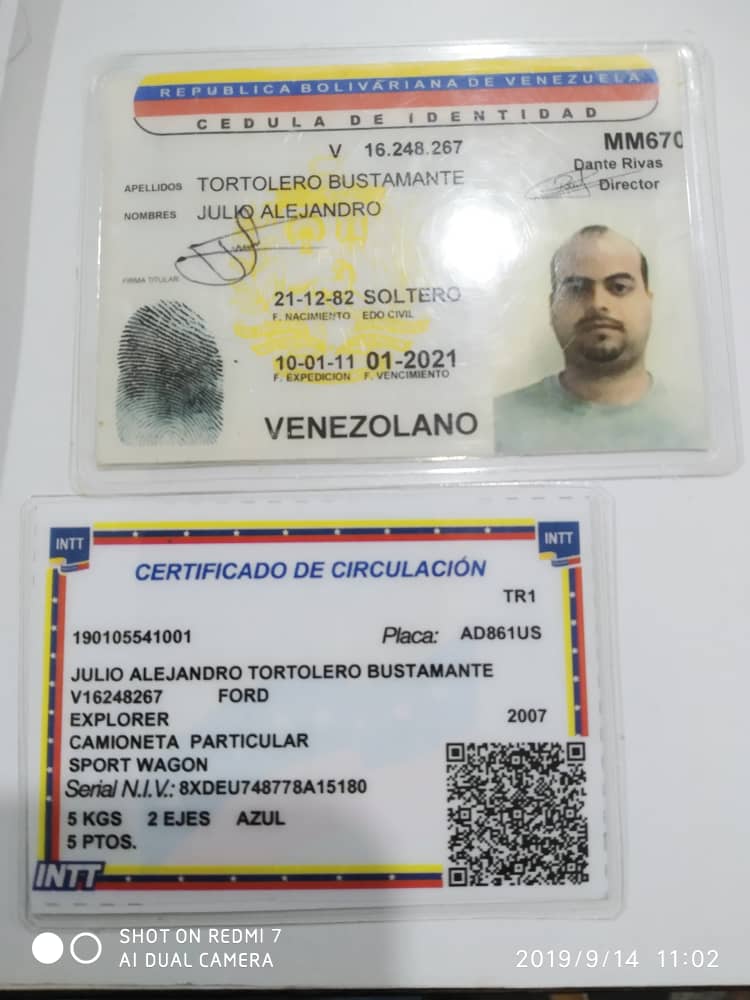 REPUBLICA BOLIVARIANA DE VENEZUELA
CEDULA DE IDENTIDAD
V 16.248.267
MM670
Dante Rivas
Director
APELLIDOS TORTOLERO BUSTAMANTE
NOMBRES JULIO ALEJANDRO
FIRMA TITULAR
21-12-82 SOLTERO
F. NACIMIENTO EDO CIVIL
10-01-11 01-2021
F. EXPEDICION F. VENCIMIENTO
VENEZOLANO
INTT INTT
CERTIFICADO DE CIRCULACIÓN
TR1
190105541001 Placa: AD861US
JULIO ALEJANDRO TORTOLERO BUSTAMANTE
V16248267 FORD
EXPLORER 2007
CAMIONETA PARTICULAR
SPORT WAGON
Serial N.I.V.: 8XDEU748778A15180
5 KGS 2 EJES AZUL
5 PTOS.
INTT
SHOT ON REDMI 7
AI DUAL CAMERA
2019/9/14 11:02